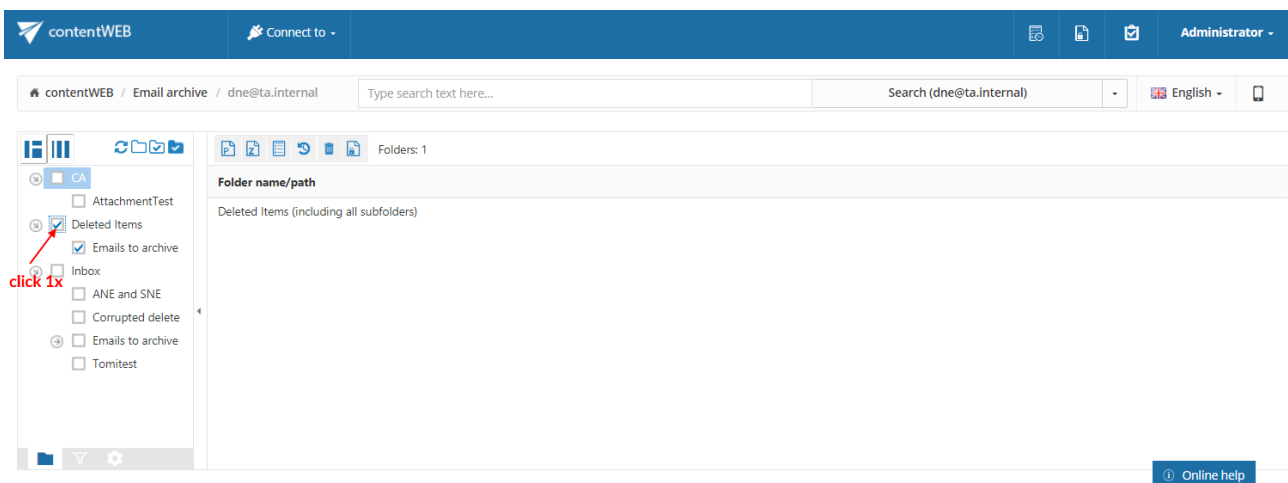 contentWEB
Connect to
Administrator
contentWEB / Email archive / dne@ta.internal
Type search text here...
Search (dne@ta.internal)
English
Folders: 1
CA
AttachmentTest
Deleted Items
Emails to archive
Inbox
click 1x
ANE and SNE
Corrupted delete
Emails to archive
Tomitest
Folder name/path
Deleted Items (including all subfolders)
Online help